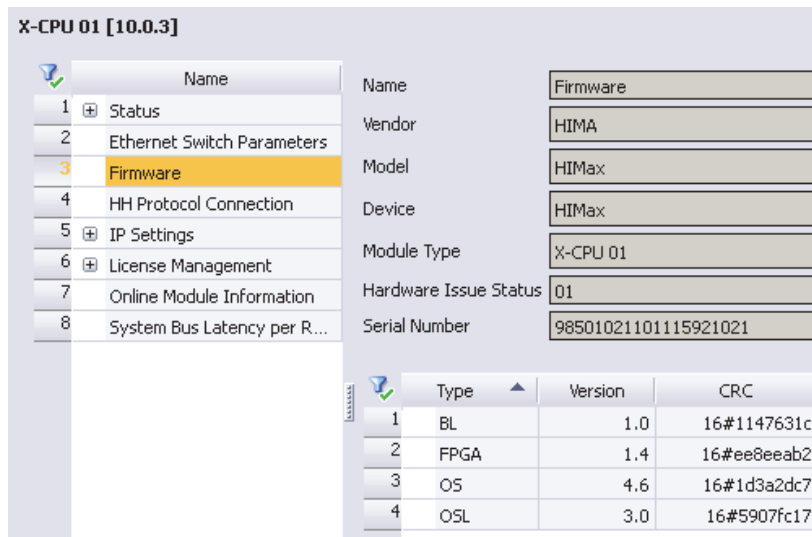 X-CPU 01 [10.0.3]
Name
1 Status
2 Ethernet Switch Parameters
3 Firmware
4 HH Protocol Connection
5 IP Settings
6 License Management
7 Online Module Information
8 System Bus Latency per R...
Name Firmware
Vendor HIMA
Model HIMax
Device HIMax
Module Type X-CPU 01
Hardware Issue Status 01
Serial Number 98501021101115921021
Type Version CRC
1 BL 1.0 16#1147631c
2 FPGA 1.4 16#ee8eeab2
3 OS 4.6 16#1d3a2dc7
4 OSL 3.0 16#5907fc17